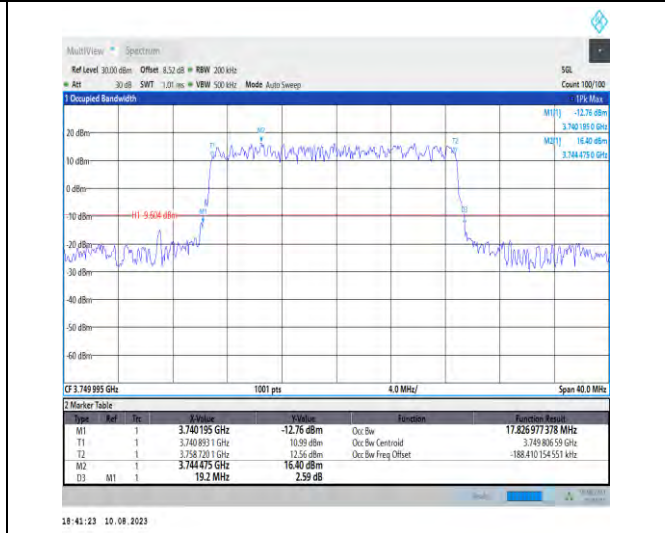 MultiView Spectrum
Ref Level 30.00 dBm Offset 8.52 dB RBW 200 kHz SGL
Att 30 dB SWT 1.01 ms VBW 500 kHz Mode Auto Sweep Count 100/100
1 Occupied Bandwidth 1Pk Max
M1[1] -12.76 dBm
3.740 195 0 GHz
M2[1] 16.40 dBm
3.744 475 0 GHz
20 dBm
M2
T1
T2
10 dBm
0 dBm
M1
D3
-10 dBm H1 -9.604 dBm
-20 dBm
-30 dBm
-40 dBm
-50 dBm
-60 dBm
CF 3.749 995 GHz 1001 pts 4.0 MHz/ Span 40.0 MHz
2 Marker Table
Type Ref Trc X-Value Y-Value Function Function Result
M1 1 3.740195 GHz -12.76 dBm Occ Bw 17.826 977 378 MHz
T1 1 3.740 893 1 GHz 10.99 dBm Occ Bw Centroid 3.749 806 59 GHz
T2 1 3.758 720 1 GHz 12.56 dBm Occ Bw Freq Offset -188.410 154 551 kHz
M2 1 3.744 475 GHz 16.40 dBm
D3 M1 1 19.2 MHz 2.59 dB
Ready
18:41:23 10.08.2023